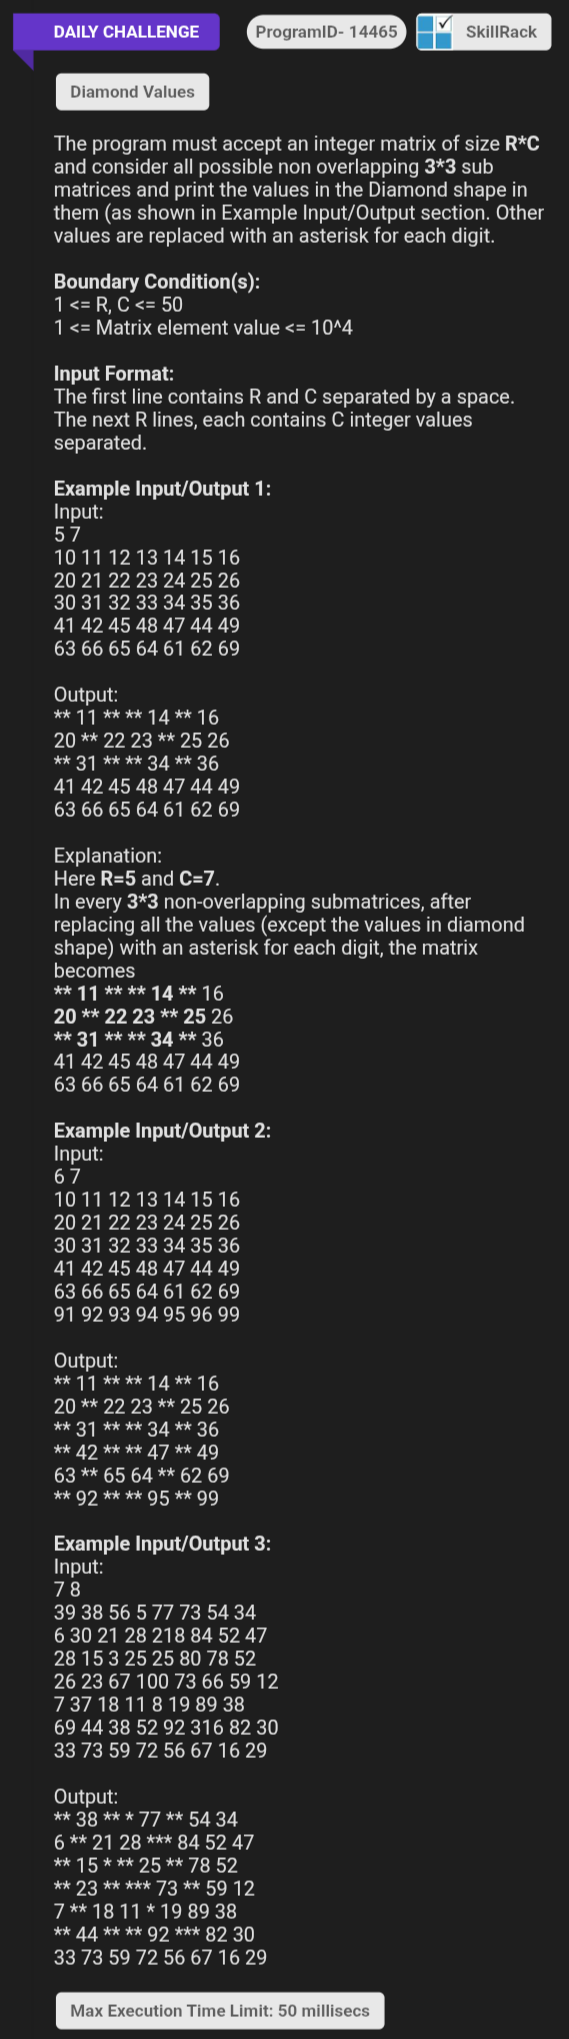 DAILY CHALLENGE
ProgramID- 14465
SkillRack
Diamond Values
The program must accept an integer matrix of size R*C
and consider all possible non overlapping 3*3 sub
matrices and print the values in the Diamond shape in
them (as shown in Example Input/Output section. Other
values are replaced with an asterisk for each digit.
Boundary Condition(s):
1 <= R, C <= 50
1 <= Matrix element value <= 10^4
Input Format:
The first line contains R and C separated by a space.
The next R lines, each contains C integer values
separated.
Example Input/Output 1:
Input:
5 7
10 11 12 13 14 15 16
20 21 22 23 24 25 26
30 31 32 33 34 35 36
41 42 45 48 47 44 49
63 66 65 64 61 62 69
Output:
** 11 ** ** 14 ** 16
20 ** 22 23 ** 25 26
** 31 ** ** 34 ** 36
41 42 45 48 47 44 49
63 66 65 64 61 62 69
Explanation:
Here R=5 and C=7.
In every 3*3 non-overlapping submatrices, after
replacing all the values (except the values in diamond
shape) with an asterisk for each digit, the matrix
becomes
** 11 ** ** 14 ** 16
20 ** 22 23 ** 25 26
** 31 ** ** 34 ** 36
41 42 45 48 47 44 49
63 66 65 64 61 62 69
Example Input/Output 2:
Input:
6 7
10 11 12 13 14 15 16
20 21 22 23 24 25 26
30 31 32 33 34 35 36
41 42 45 48 47 44 49
63 66 65 64 61 62 69
91 92 93 94 95 96 99
Output:
** 11 ** ** 14 ** 16
20 ** 22 23 ** 25 26
** 31 ** ** 34 ** 36
** 42 ** ** 47 ** 49
63 ** 65 64 ** 62 69
** 92 ** ** 95 ** 99
Example Input/Output 3:
Input:
7 8
39 38 56 5 77 73 54 34
6 30 21 28 218 84 52 47
28 15 3 25 25 80 78 52
26 23 67 100 73 66 59 12
7 37 18 11 8 19 89 38
69 44 38 52 92 316 82 30
33 73 59 72 56 67 16 29
Output:
** 38 ** * 77 ** 54 34
6 ** 21 28 *** 84 52 47
** 15 * ** 25 ** 78 52
** 23 ** *** 73 ** 59 12
7 ** 18 11 * 19 89 38
** 44 ** ** 92 *** 82 30
33 73 59 72 56 67 16 29
Max Execution Time Limit: 50 millisecs